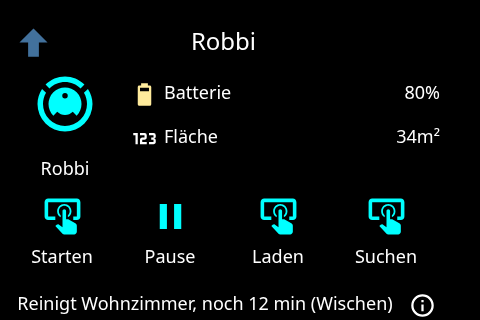 Robbi
Batterie 80%
123 Fläche 34m²
Robbi
Starten Pause Laden Suchen
Reinigt Wohnzimmer, noch 12 min (Wischen)